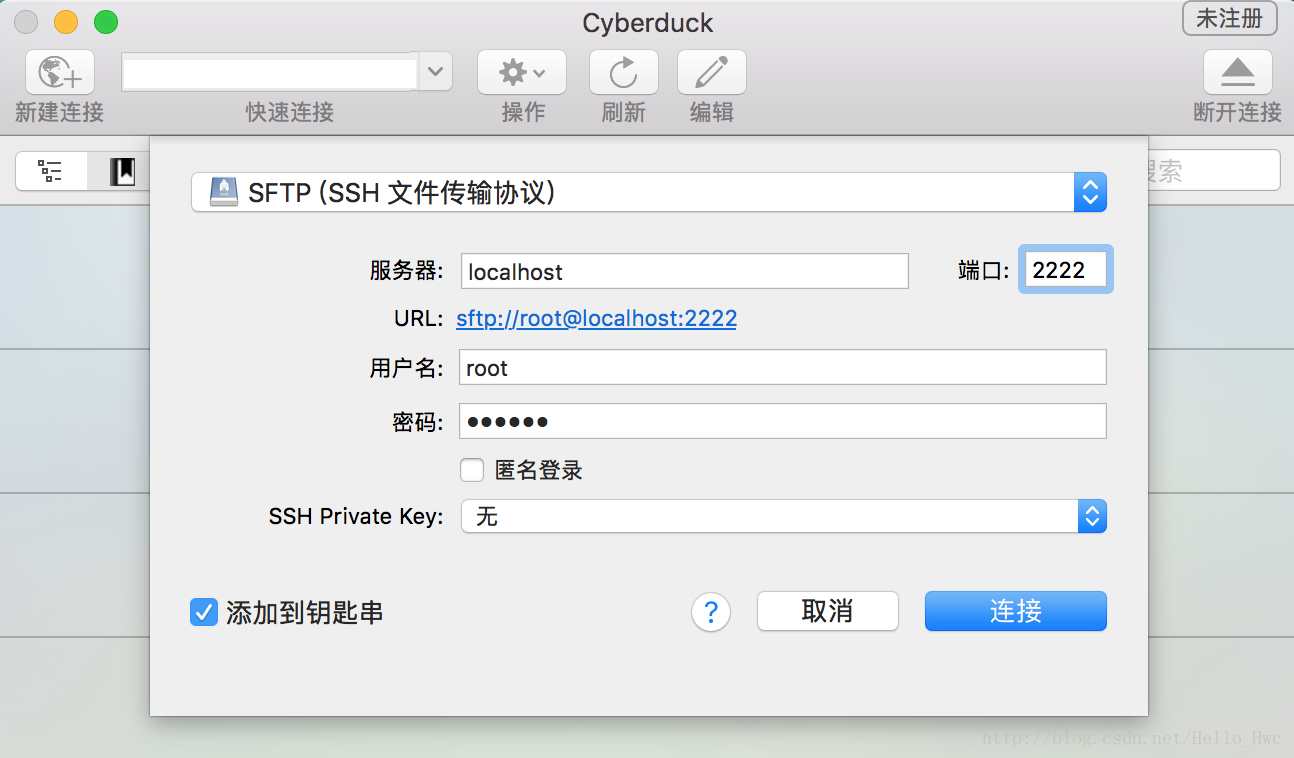 Cyberduck
未注册
新建连接
快速连接
操作
刷新
编辑
断开连接
搜索
SFTP (SSH 文件传输协议)
服务器: localhost 端口: 2222
URL: sftp://root@localhost:2222
用户名: root
密码: ●●●●●●
匿名登录
SSH Private Key: 无
添加到钥匙串
?
取消
连接
http://blog.csdn.net/Hello_Hwc